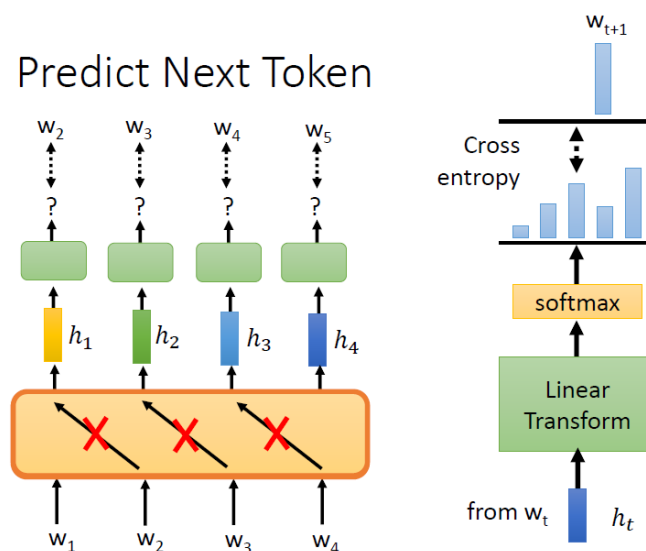 Predict Next Token
w2 w3 w4 w5
? ? ? ?
h1 h2 h3 h4
w1 w2 w3 w4
wt+1
Cross
entropy
softmax
Linear
Transform
from wt ht